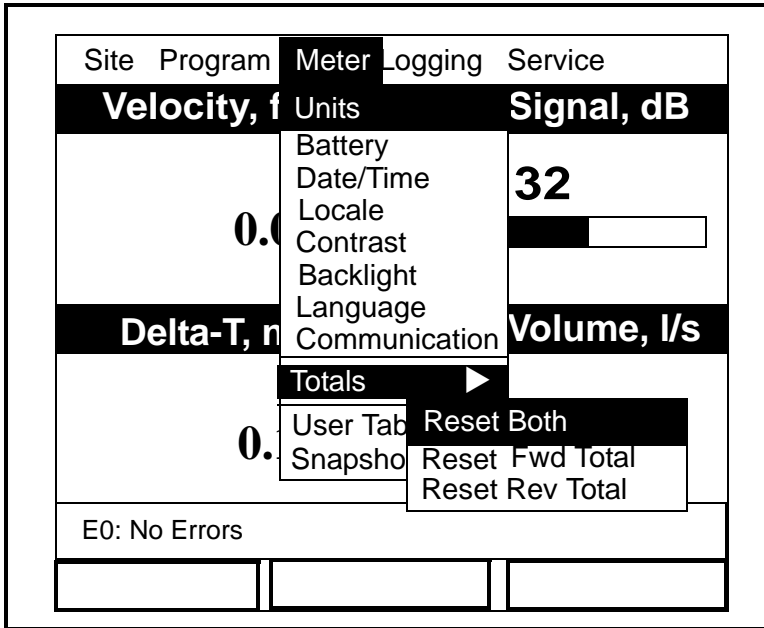 Site Program Meter Logging Service
Velocity, f
Units
Signal, dB
Battery
Date/Time
Locale
Contrast
Backlight
Language
Communication
32
0.
Delta-T,
Volume, l/s
Totals
User Tab
Snapsho
Reset Both
Reset Fwd Total
Reset Rev Total
0.
E0: No Errors